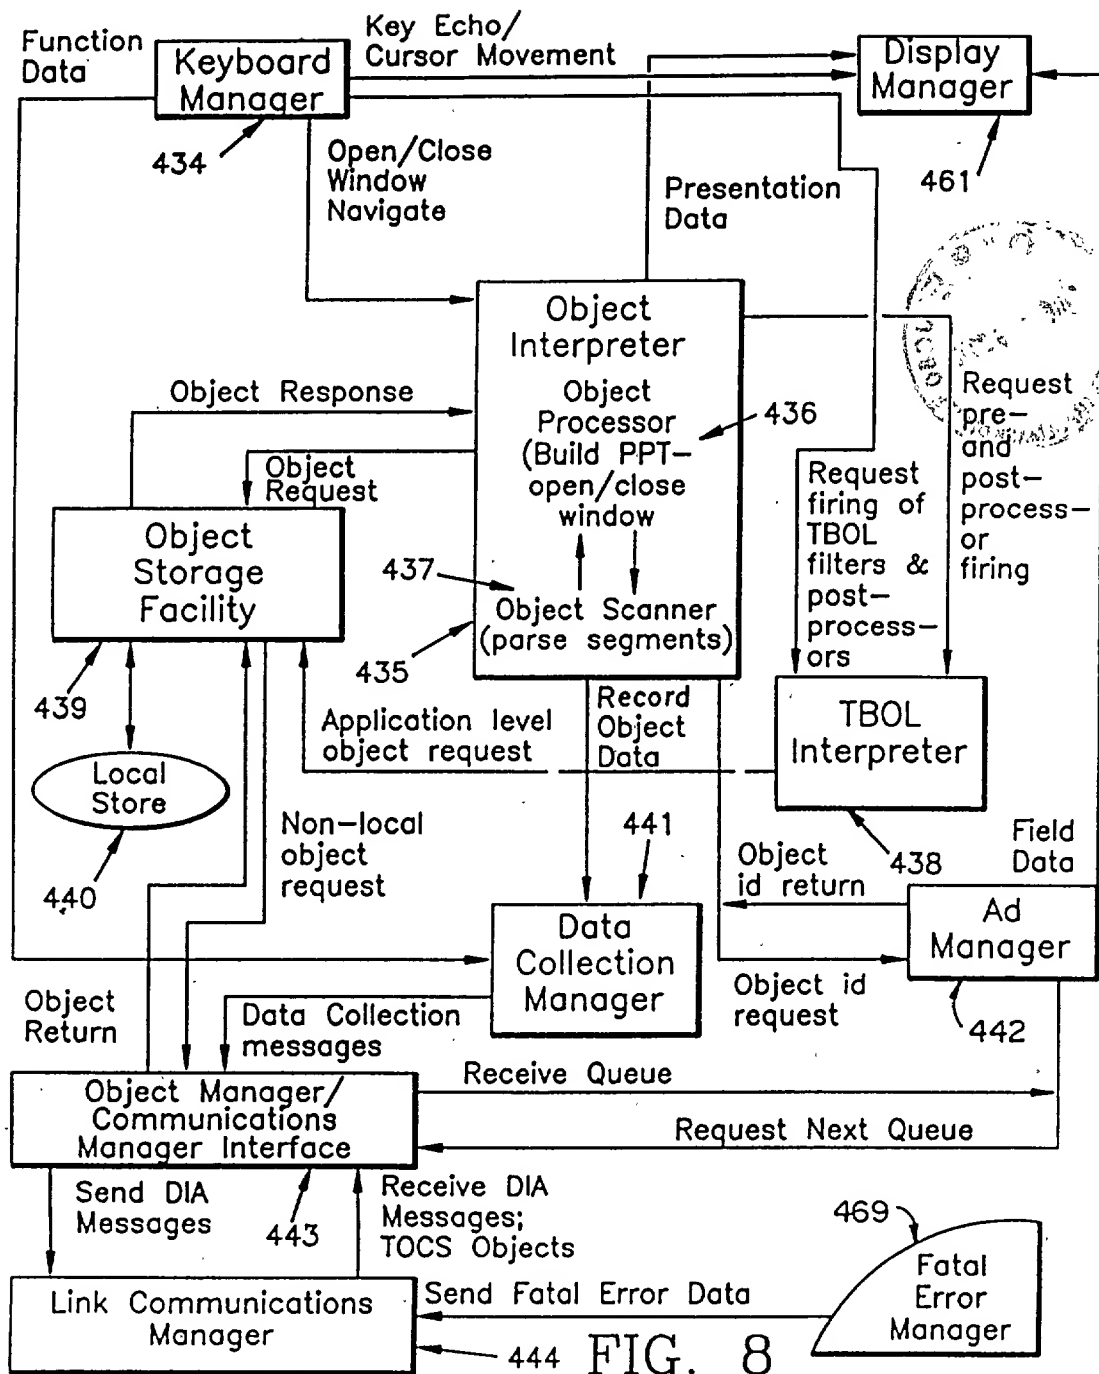 Function
Data
Keyboard
Manager
434
Key Echo/
Cursor Movement
Display
Manager
461
Open/Close
Window
Navigate
Presentation
Data
Object
Interpreter
Object
Processor
(Build PPT-
open/close
window
436
437
Object Scanner
(parse segments)
435
Object Response
Object
Request
Object
Storage
Facility
439
Local
Store
440
Request
firing of
TBOL
filters &
post-
process-
ors
Request
pre-
and
post-
process-
or
firing
TBOL
Interpreter
438
Application level
object request
Record
Object
Data
Non-local
object
request
441
Data
Collection
Manager
Object
id return
Field
Data
Ad
Manager
442
Object id
request
Object
Return
Data Collection
messages
Object Manager/
Communications
Manager Interface
443
Receive Queue
Request Next Queue
Send DIA
Messages
Receive DIA
Messages;
TOCS Objects
Link Communications
Manager
444
Send Fatal Error Data
469
Fatal
Error
Manager
FIG. 8